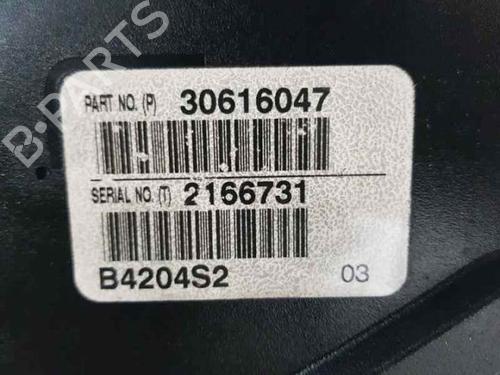 B-PARTS
PART NO. (P) 30616047
SERIAL NO. (T) 2166731
B4204S2 03